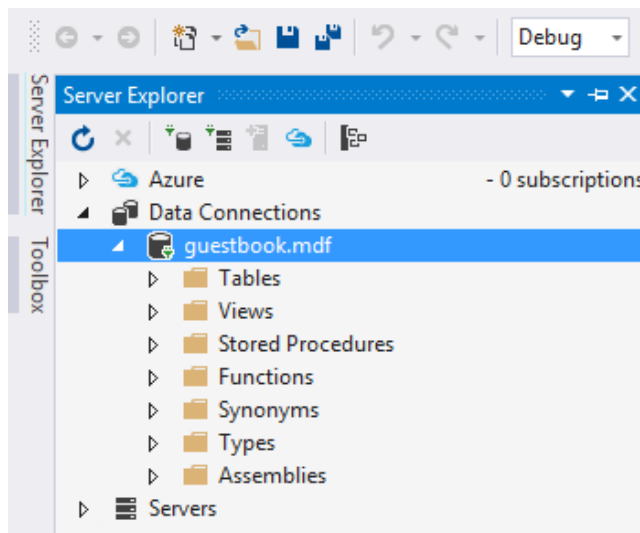 Debug
Server Explorer
Toolbox
Server Explorer
Azure - 0 subscriptions
Data Connections
guestbook.mdf
Tables
Views
Stored Procedures
Functions
Synonyms
Types
Assemblies
Servers